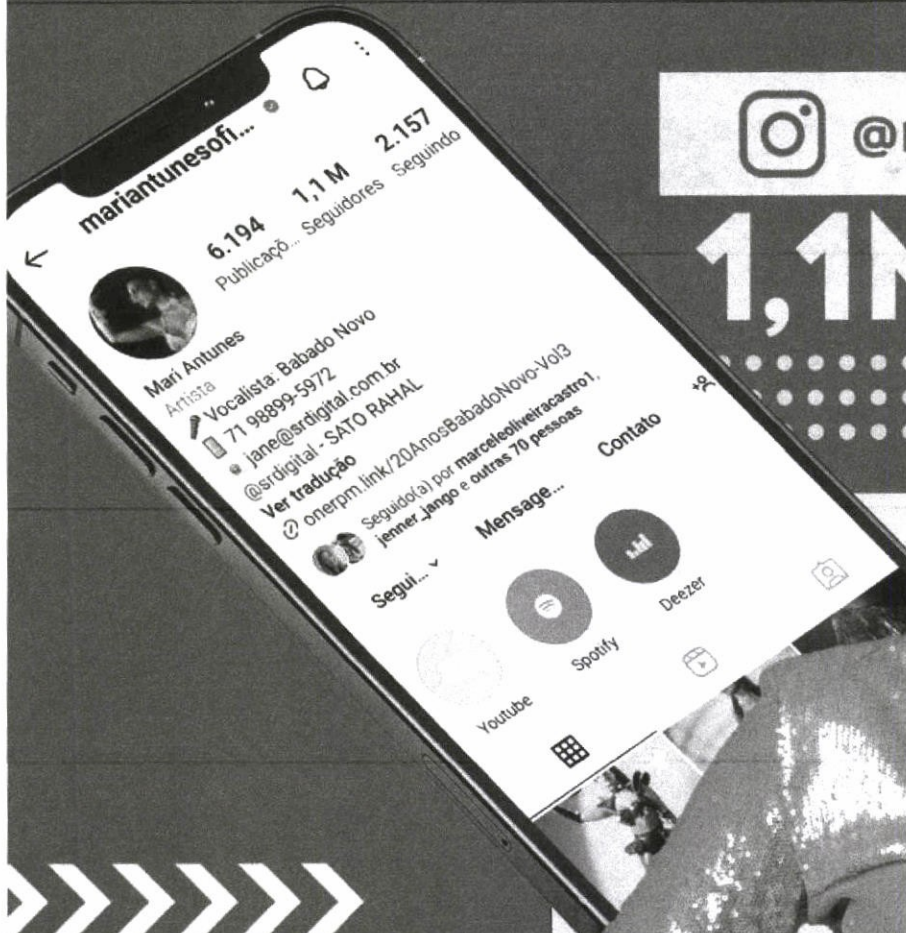 mariantunesofi...
6.194 1,1 M 2.157
Publicaçõ... Seguidores Seguindo
Mari Antunes
Artista
Vocalista: Babado Novo
71 98899-5972
jane@srdigital.com.br
@srdigital - SATO RAHAL
Ver tradução
onerpm.link/20AnosBabadoNovo-Vol3
Seguido(a) por marceleoliveiracastro1,
jenner_jango e outras 70 pessoas
Segui... Mensage... Contato
Youtube Spotify Deezer
@
1,1